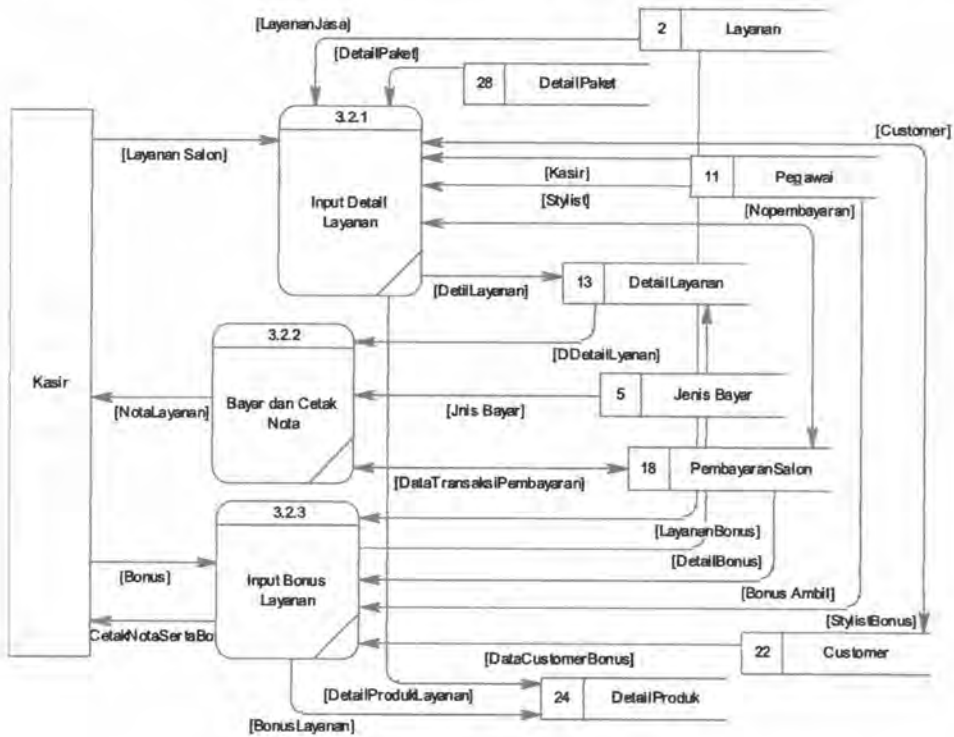 [LayananJasa]
2 Layanan
[DetailPaket]
28 DetailPaket
3.2.1
[Customer]
[Layanan Salon]
[Kasir]
11 Pegawai
Input Detail
Layanan
[Stylist]
[Nopembayaran]
[DetilLayanan]
13 DetailLayanan
3.2.2
[DDetailLyanan]
Kasir
Bayar dan Cetak
Nota
[NotaLayanan]
[Jnis Bayar]
5 Jenis Bayar
[DataTransaksiPembayaran]
18 PembayaranSalon
3.2.3
[LayananBonus]
[DetailBonus]
[Bonus]
Input Bonus
Layanan
[Bonus Ambil]
[StylistBonus]
CetakNotaSertaBo
[DataCustomerBonus]
22 Customer
[DetailProdukLayanan]
24 DetailProduk
[BonusLayanan]